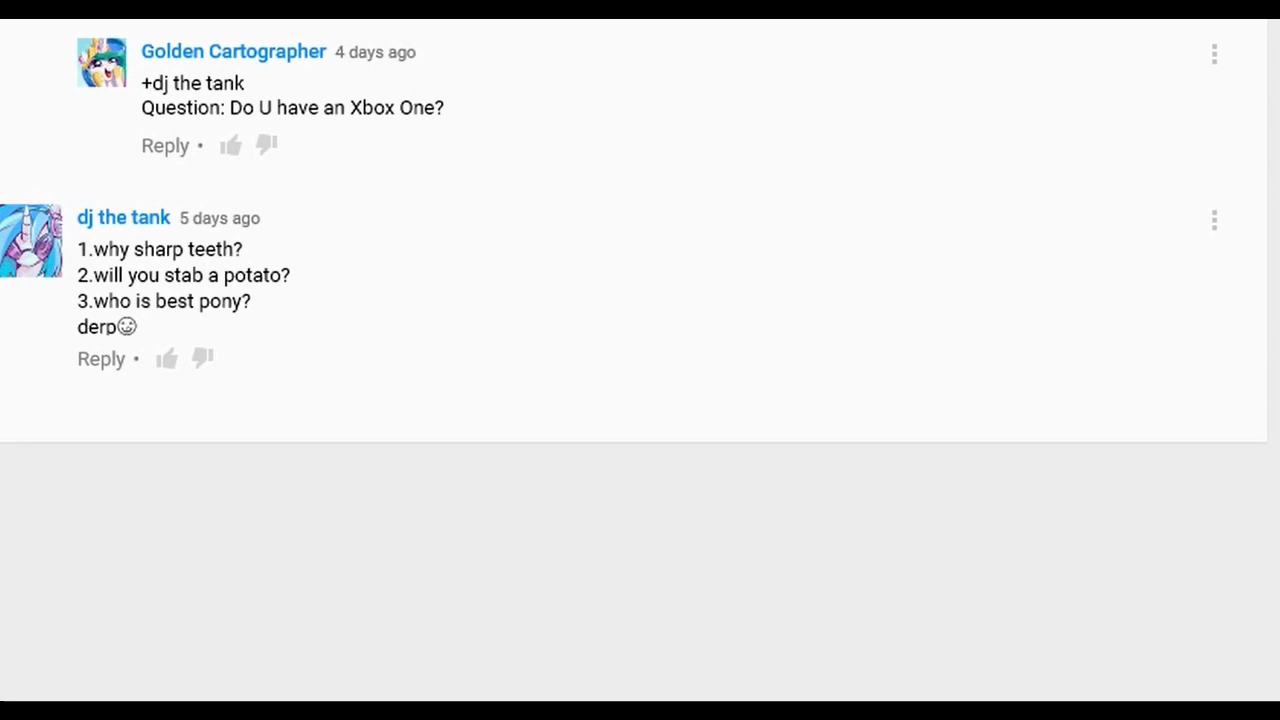 Golden Cartographer 4 days ago
+dj the tank
Question: Do U have an Xbox One?
Reply •
dj the tank 5 days ago
1.why sharp teeth?
2.will you stab a potato?
3.who is best pony?
derp😉
Reply •